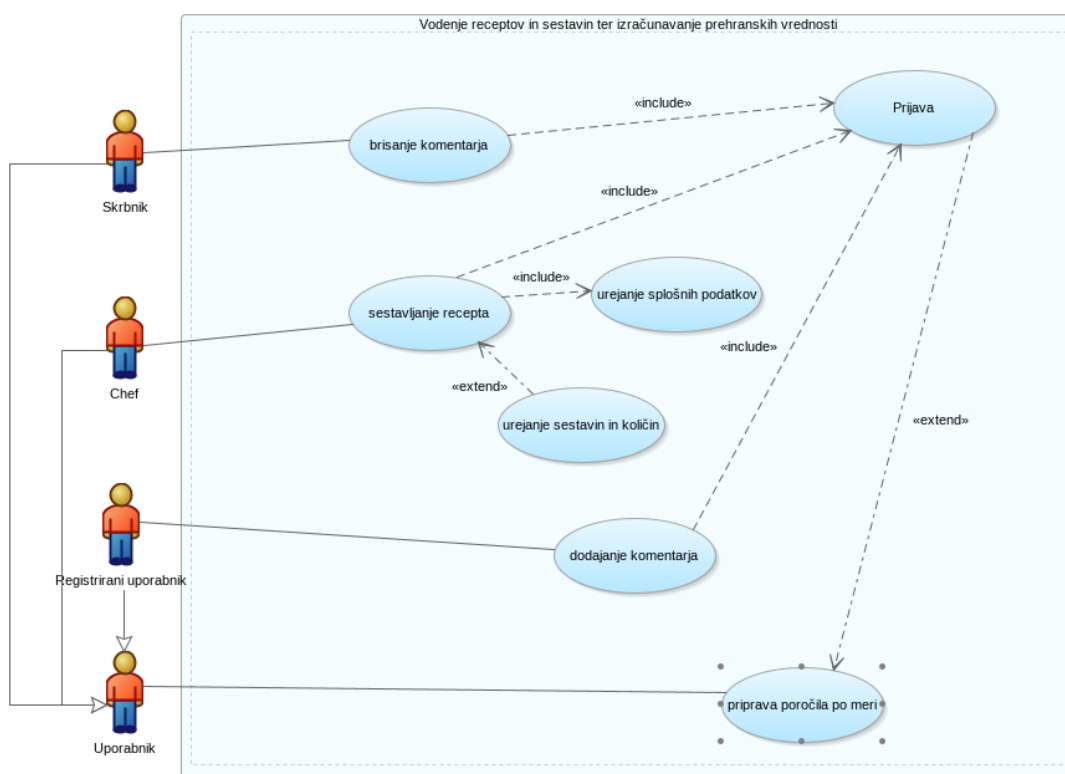 Vodenje receptov in sestavin ter izračunavanje prehranskih vrednosti
«include»
Prijava
brisanje komentarja
Skrbnik
«include»
«include»
urejanje splošnih podatkov
sestavljanje recepta
«include»
«extend»
Chef
«extend»
urejanje sestavin in količin
dodajanje komentarja
Registrirani uporabnik
priprava poročila po meri
Uporabnik